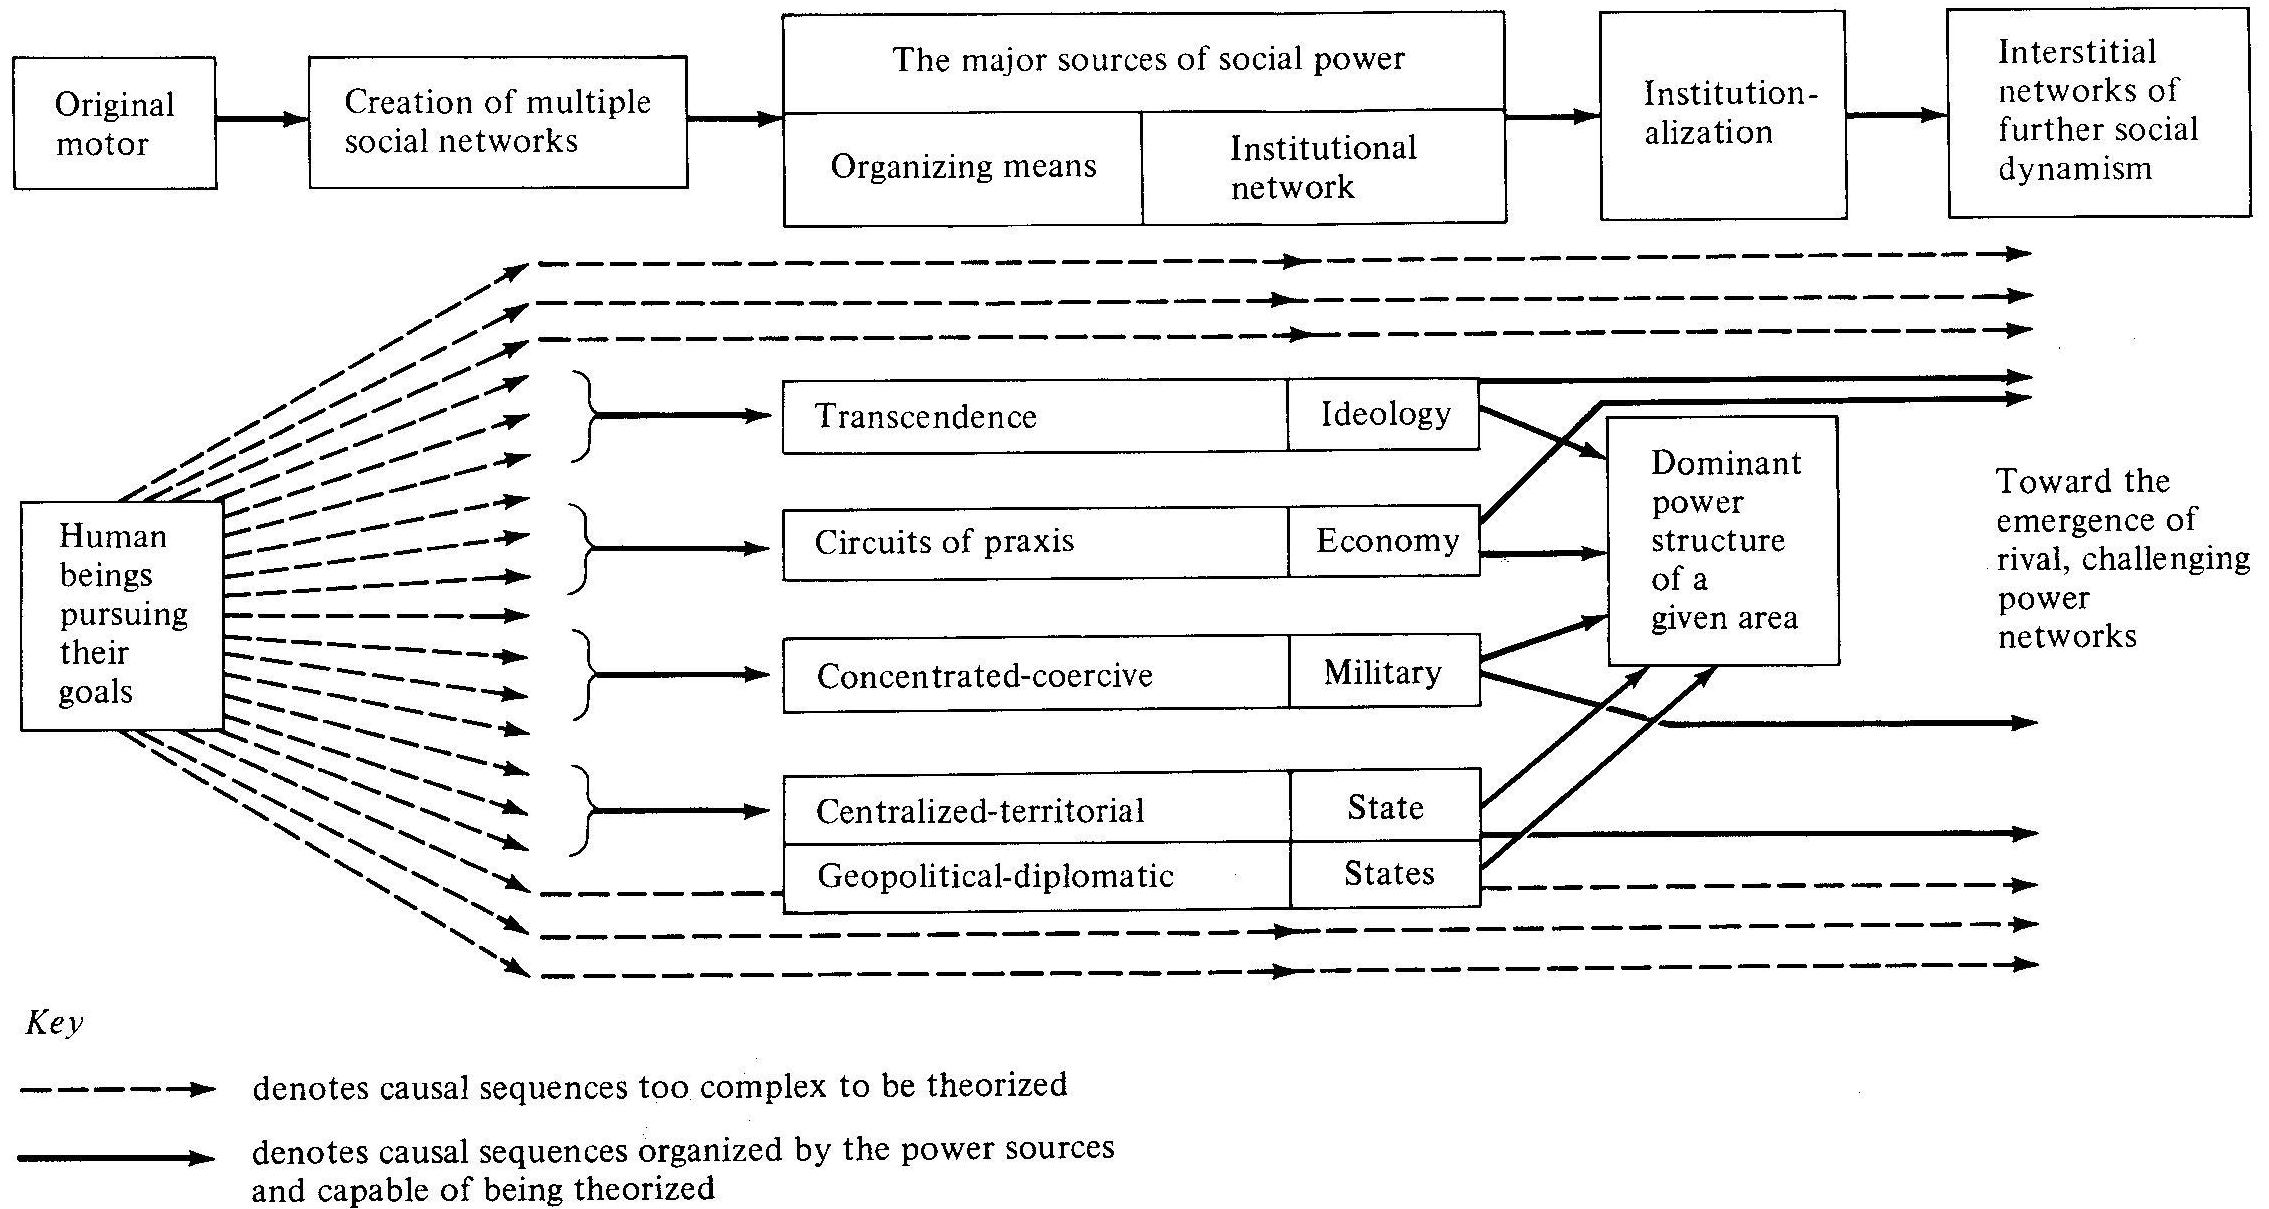 Original
motor
Creation of multiple
social networks
The major sources of social power
Organizing means
Institutional
network
Institution-
alization
Interstitial
networks of
further social
dynamism
Human
beings
pursuing
their
goals
Transcendence
Ideology
Circuits of praxis
Economy
Concentrated-coercive
Military
Centralized-territorial
State
Geopolitical-diplomatic
States
Dominant
power
structure
of a
given area
Toward the
emergence of
rival, challenging
power
networks
Key
denotes causal sequences too complex to be theorized
denotes causal sequences organized by the power sources
and capable of being theorized